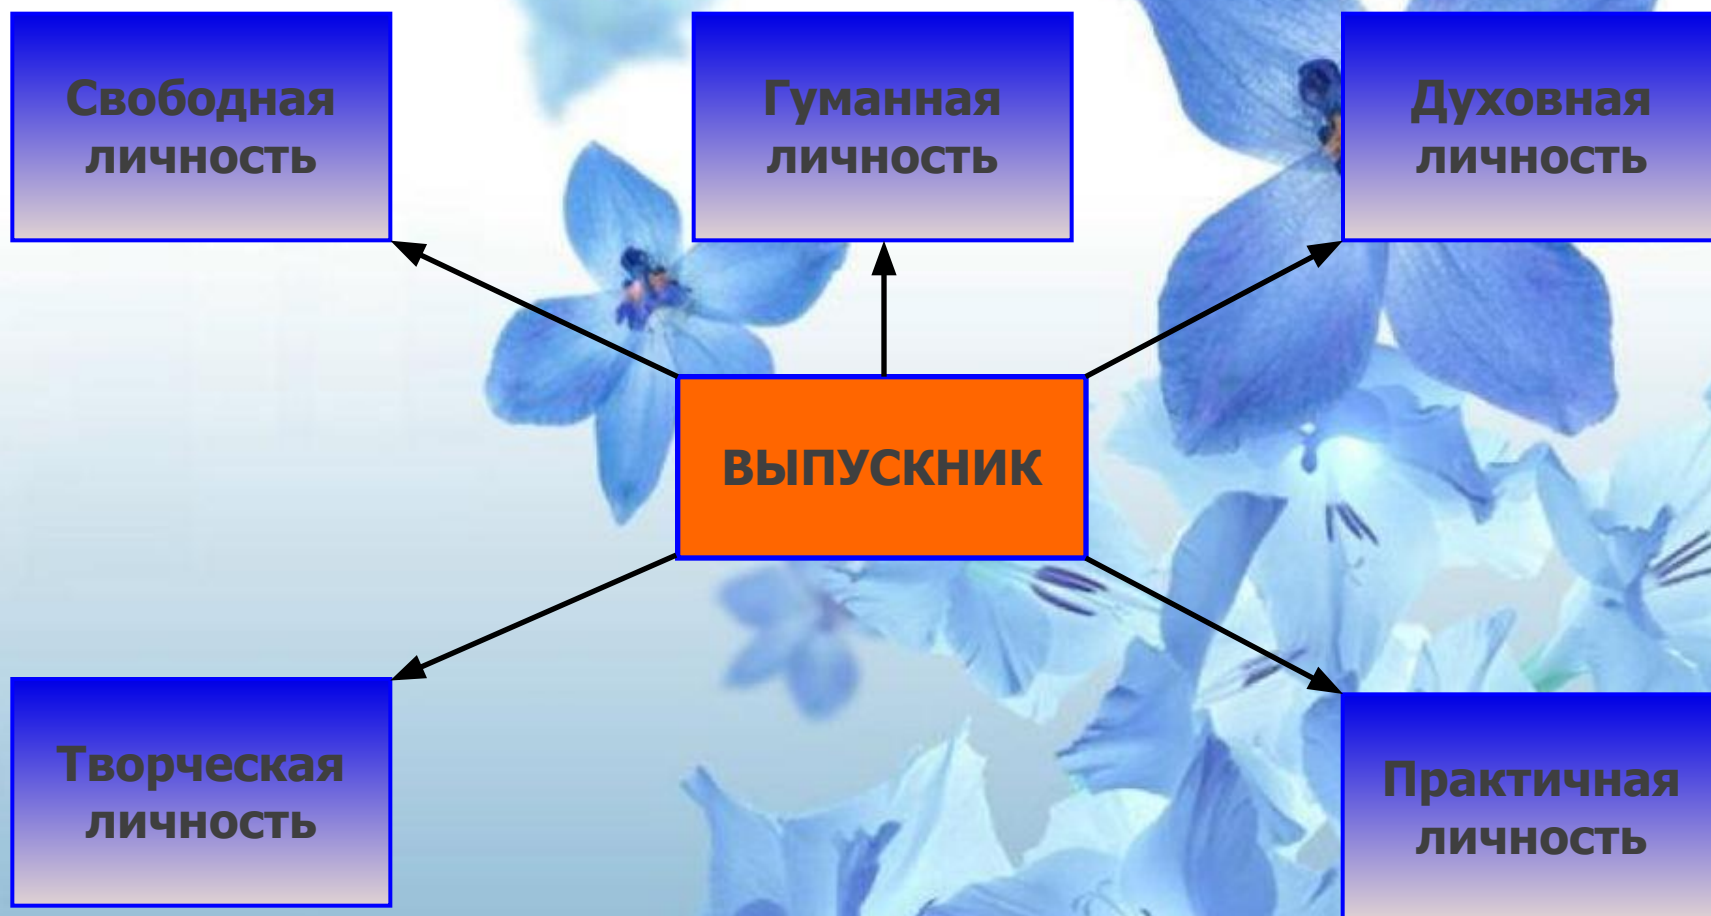 Свободная
личность
Гуманная
личность
Духовная
личность
ВЫПУСКНИК
Творческая
личность
Практичная
личность